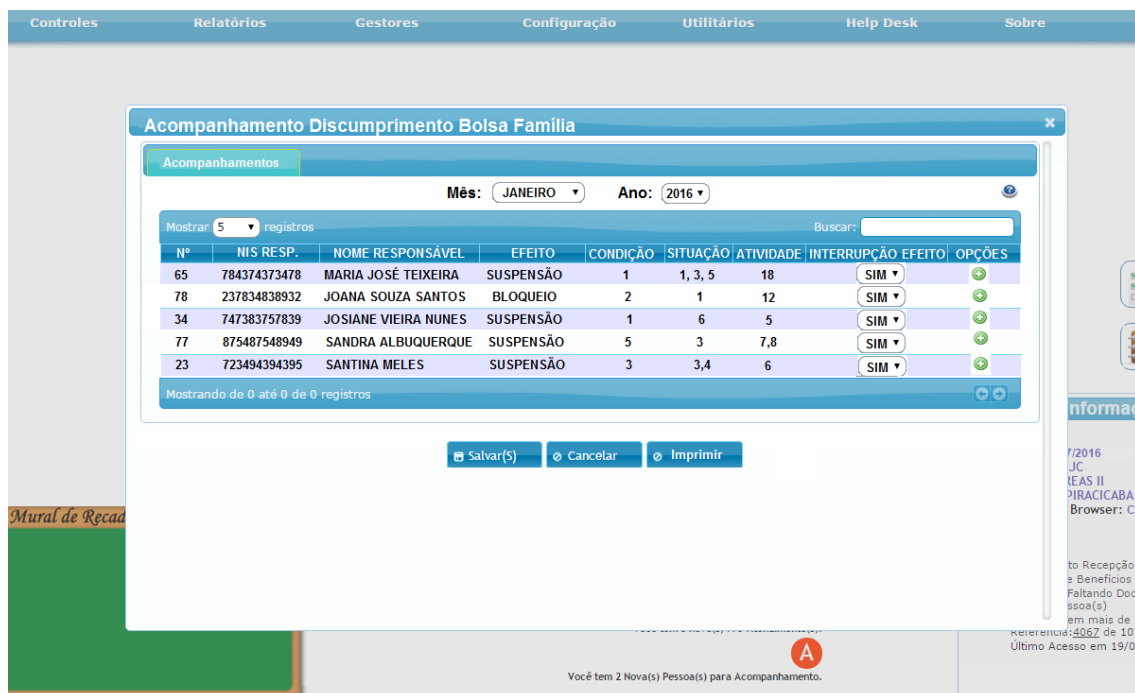 Controles Relatórios Gestores Configuração Utilitários Help Desk Sobre
Acompanhamento Discumprimento Bolsa Família
Acompanhamentos
Mês: JANEIRO Ano: 2016
Mostrar 5 registros Buscar:
Nº NIS RESP. NOME RESPONSÁVEL EFEITO CONDIÇÃO SITUAÇÃO ATIVIDADE INTERRUPÇÃO EFEITO OPÇÕES
65 784374373478 MARIA JOSÉ TEIXEIRA SUSPENSÃO 1 1, 3, 5 18 SIM
78 237834838932 JOANA SOUZA SANTOS BLOQUEIO 2 1 12 SIM
34 747383757839 JOSIANE VIEIRA NUNES SUSPENSÃO 1 6 5 SIM
77 875487548949 SANDRA ALBUQUERQUE SUSPENSÃO 5 3 7,8 SIM
23 723494394395 SANTINA MELES SUSPENSÃO 3 3,4 6 SIM
Mostrando de 0 até 0 de 0 registros
Salvar(S) Cancelar Imprimir
nformaç
7/2016
JC
REAS II
PIRACICABA
Browser: C
Mural de Recad
to Recepção
e Benefícios
Faltando Doc
ssoa(s)
em mais de
Referência:4067 de 10
Último Acesso em 19/0
A
Você tem 2 Nova(s) Pessoa(s) para Acompanhamento.